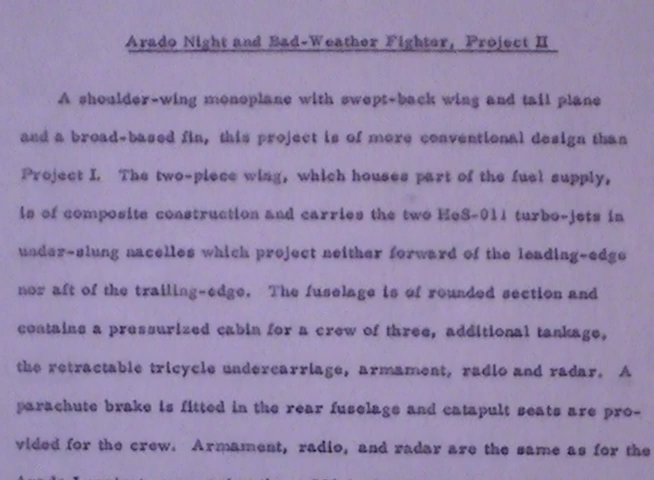 Arado Night and Bad-Weather Fighter, Project II
A shoulder-wing monoplane with swept-back wing and tail plane
and a broad-based fin, this project is of more conventional design than
Project I. The two-piece wing, which houses part of the fuel supply,
is of composite construction and carries the two HeS-011 turbo-jets in
under-slung nacelles which project neither forward of the leading-edge
nor aft of the trailing-edge. The fuselage is of rounded section and
contains a pressurized cabin for a crew of three, additional tankage,
the retractable tricycle undercarriage, armament, radio and radar. A
parachute brake is fitted in the rear fuselage and catapult seats are pro-
vided for the crew. Armament, radio, and radar are the same as for the